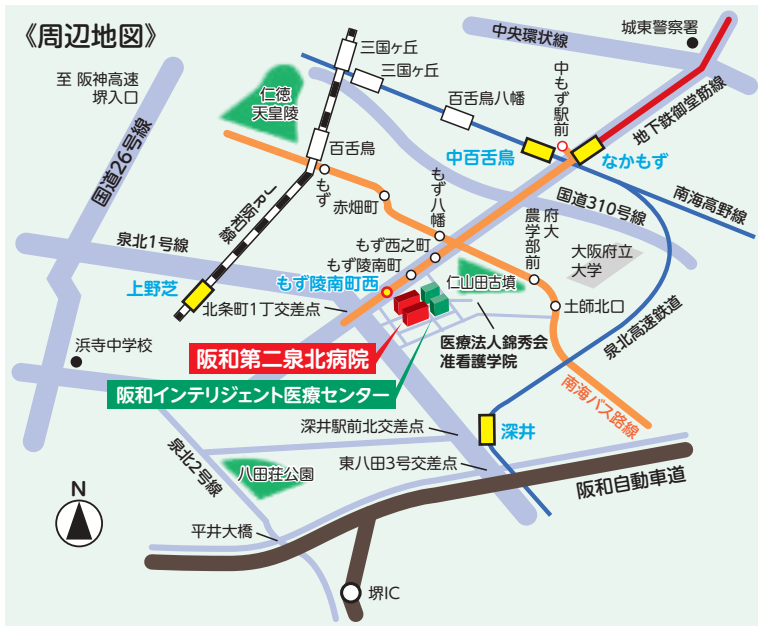 《周辺地図》
城東警察署
中央環状線
三国ヶ丘
三国ヶ丘
至 阪神高速
堺入口
仁徳
天皇陵
百舌鳥八幡
中もず駅前
地下鉄御堂筋線
国道26号線
百舌鳥
中百舌鳥
なかもず
もず
赤畑町
国道310号線
南海高野線
JR阪和線
もず八幡
府大
農学部前
泉北1号線
もず西之町
大阪府立
大学
もず陵南町
上野芝
もず陵南町西
仁山田古墳
北条町1丁交差点
土師北口
泉北高速鉄道
浜寺中学校
医療法人錦秀会
准看護学院
阪和第二泉北病院
阪和インテリジェント医療センター
南海バス路線
深井駅前北交差点
深井
泉北2号線
八田荘公園
東八田3号交差点
阪和自動車道
N
平井大橋
堺IC